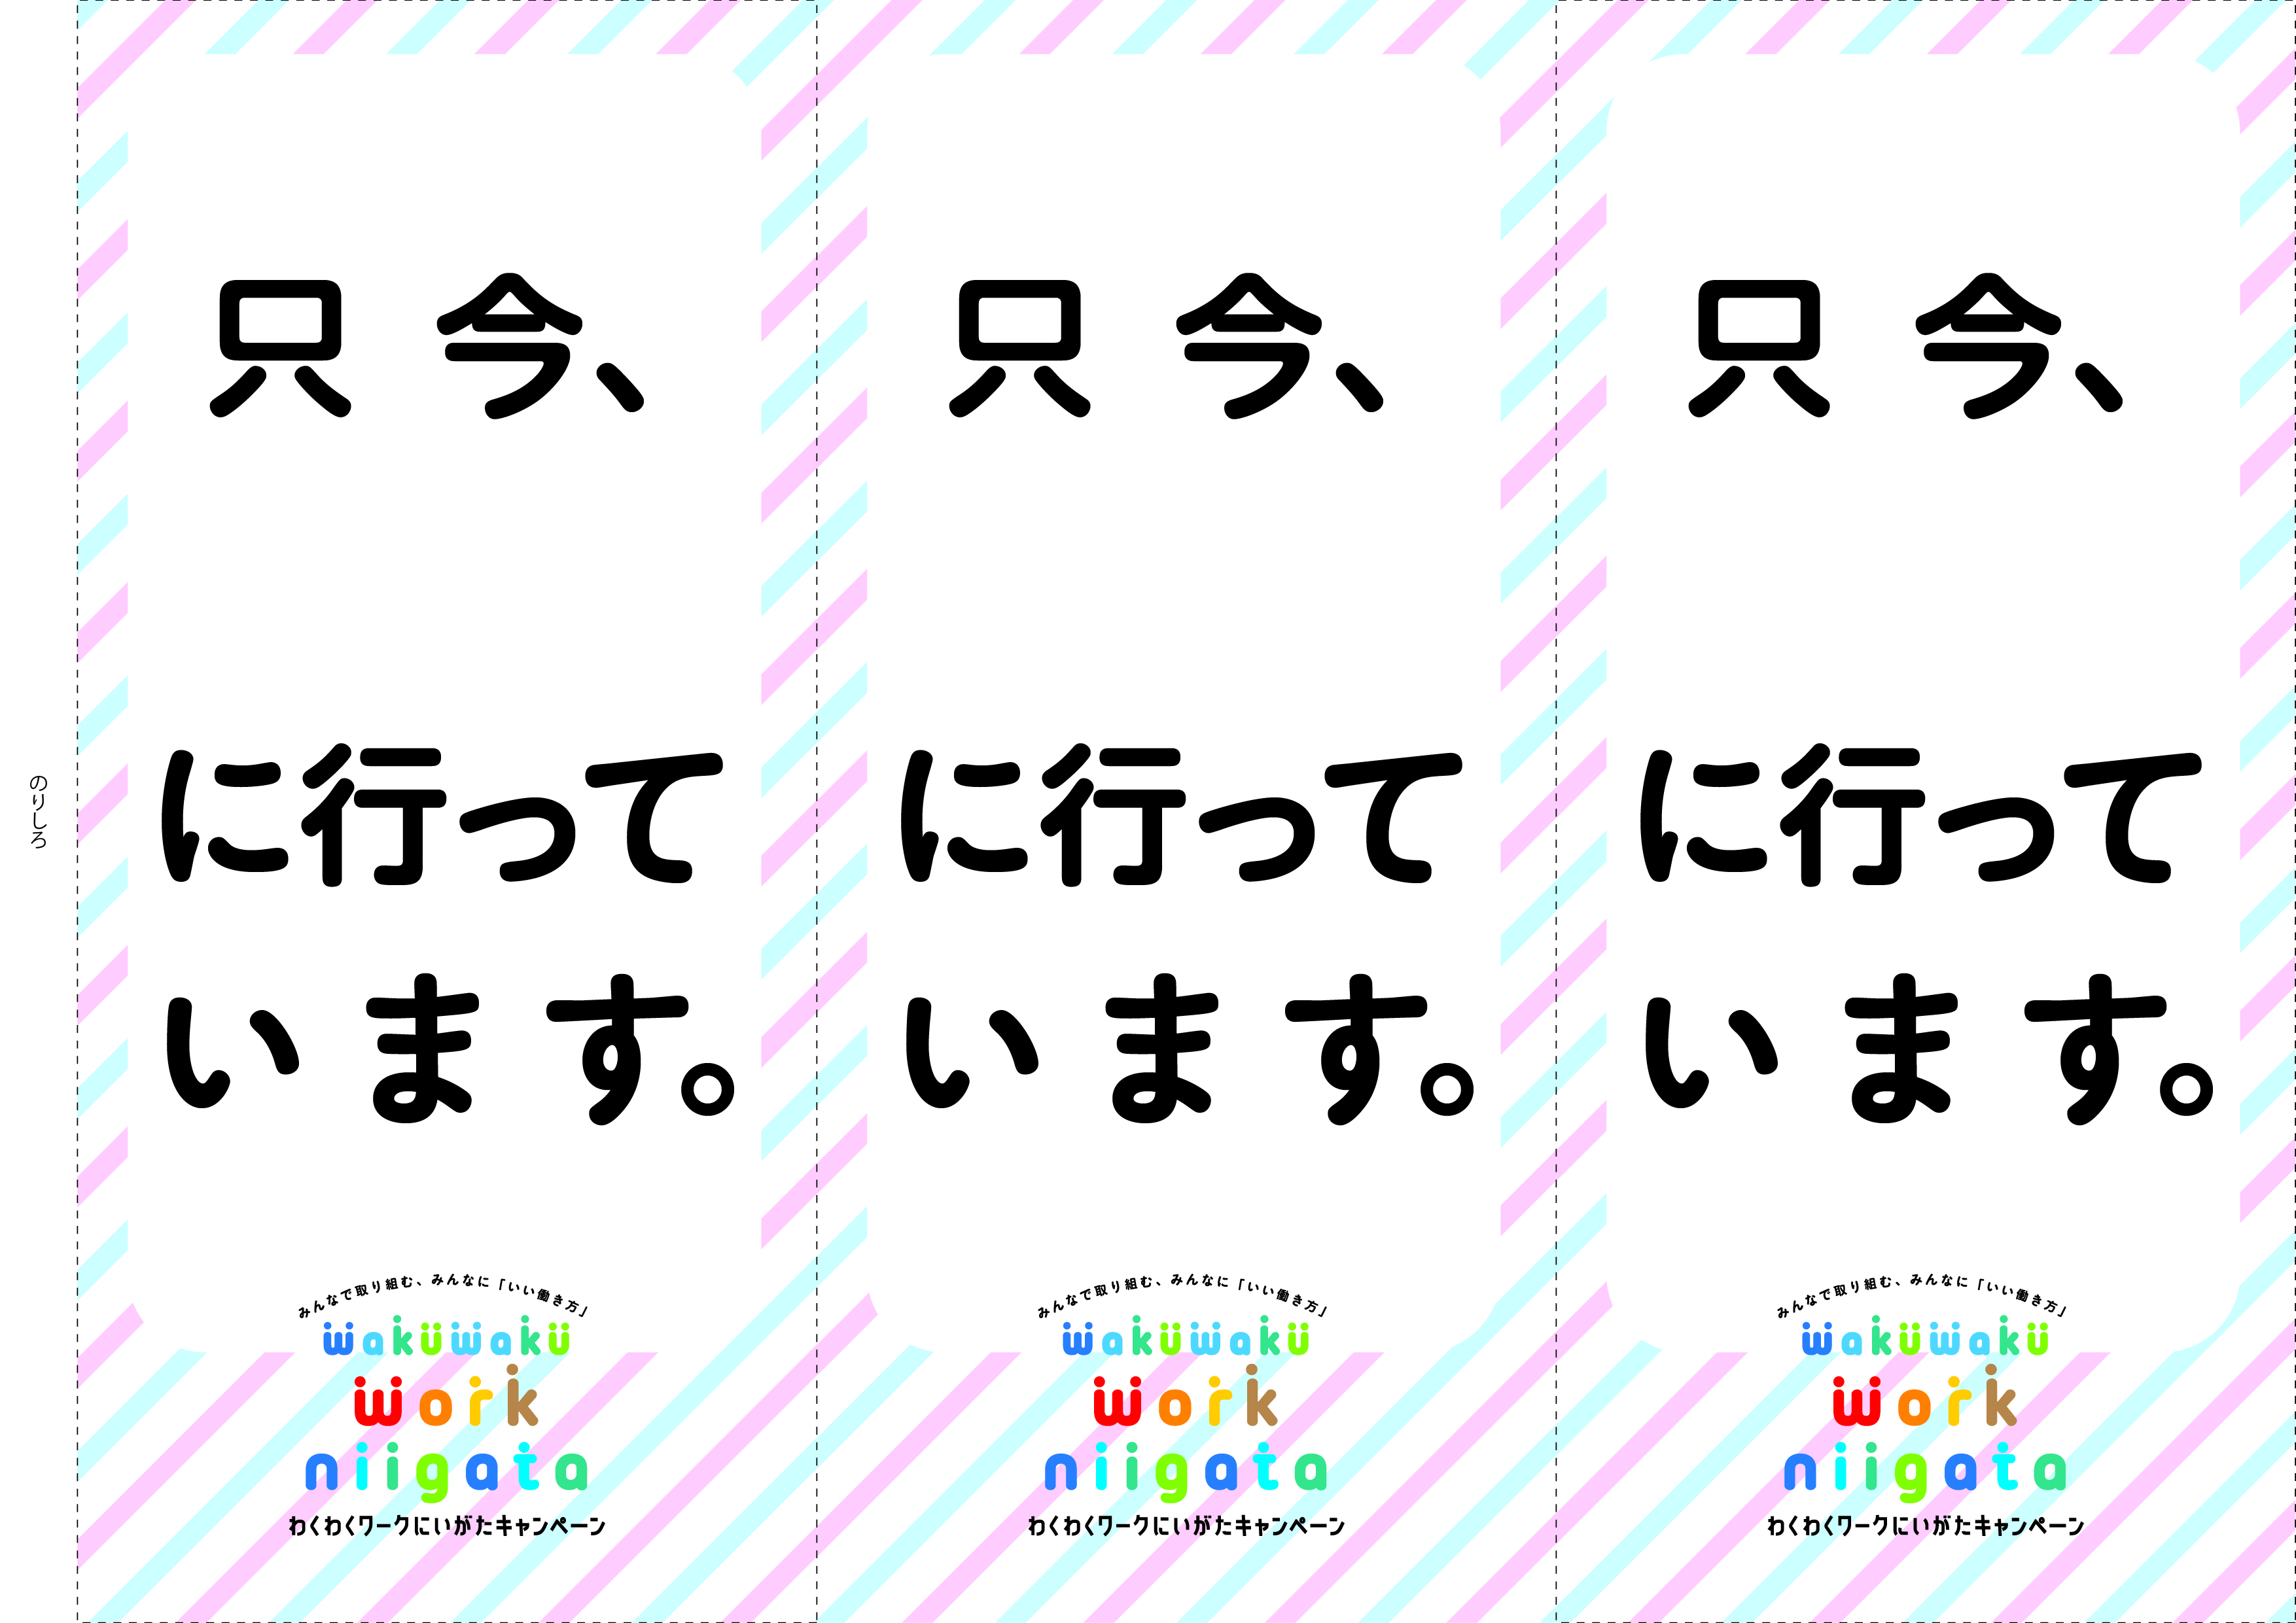 のりしろ
只今、
に行って
います。
みんなで取り組む、みんなに「いい働き方」
wakuwaku
work
niigata
わくわくワークにいがたキャンペーン
只今、
に行って
います。
みんなで取り組む、みんなに「いい働き方」
wakuwaku
work
niigata
わくわくワークにいがたキャンペーン
只今、
に行って
います。
みんなで取り組む、みんなに「いい働き方」
wakuwaku
work
niigata
わくわくワークにいがたキャンペーン